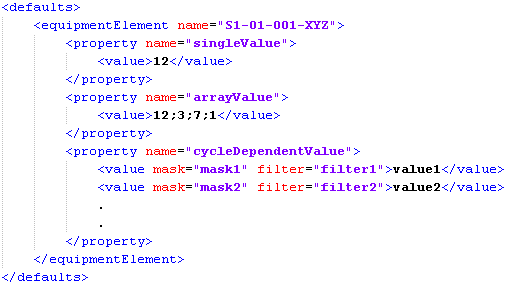 <defaults>
<equipmentElement name="S1-01-001-XYZ">
<property name="singleValue">
<value>12</value>
</property>
<property name="arrayValue">
<value>12;3;7;1</value>
</property>
<property name="cycleDependentValue">
<value mask="mask1" filter="filter1">value1</value>
<value mask="mask2" filter="filter2">value2</value>
.
.
</property>
</equipmentElement>
</defaults>